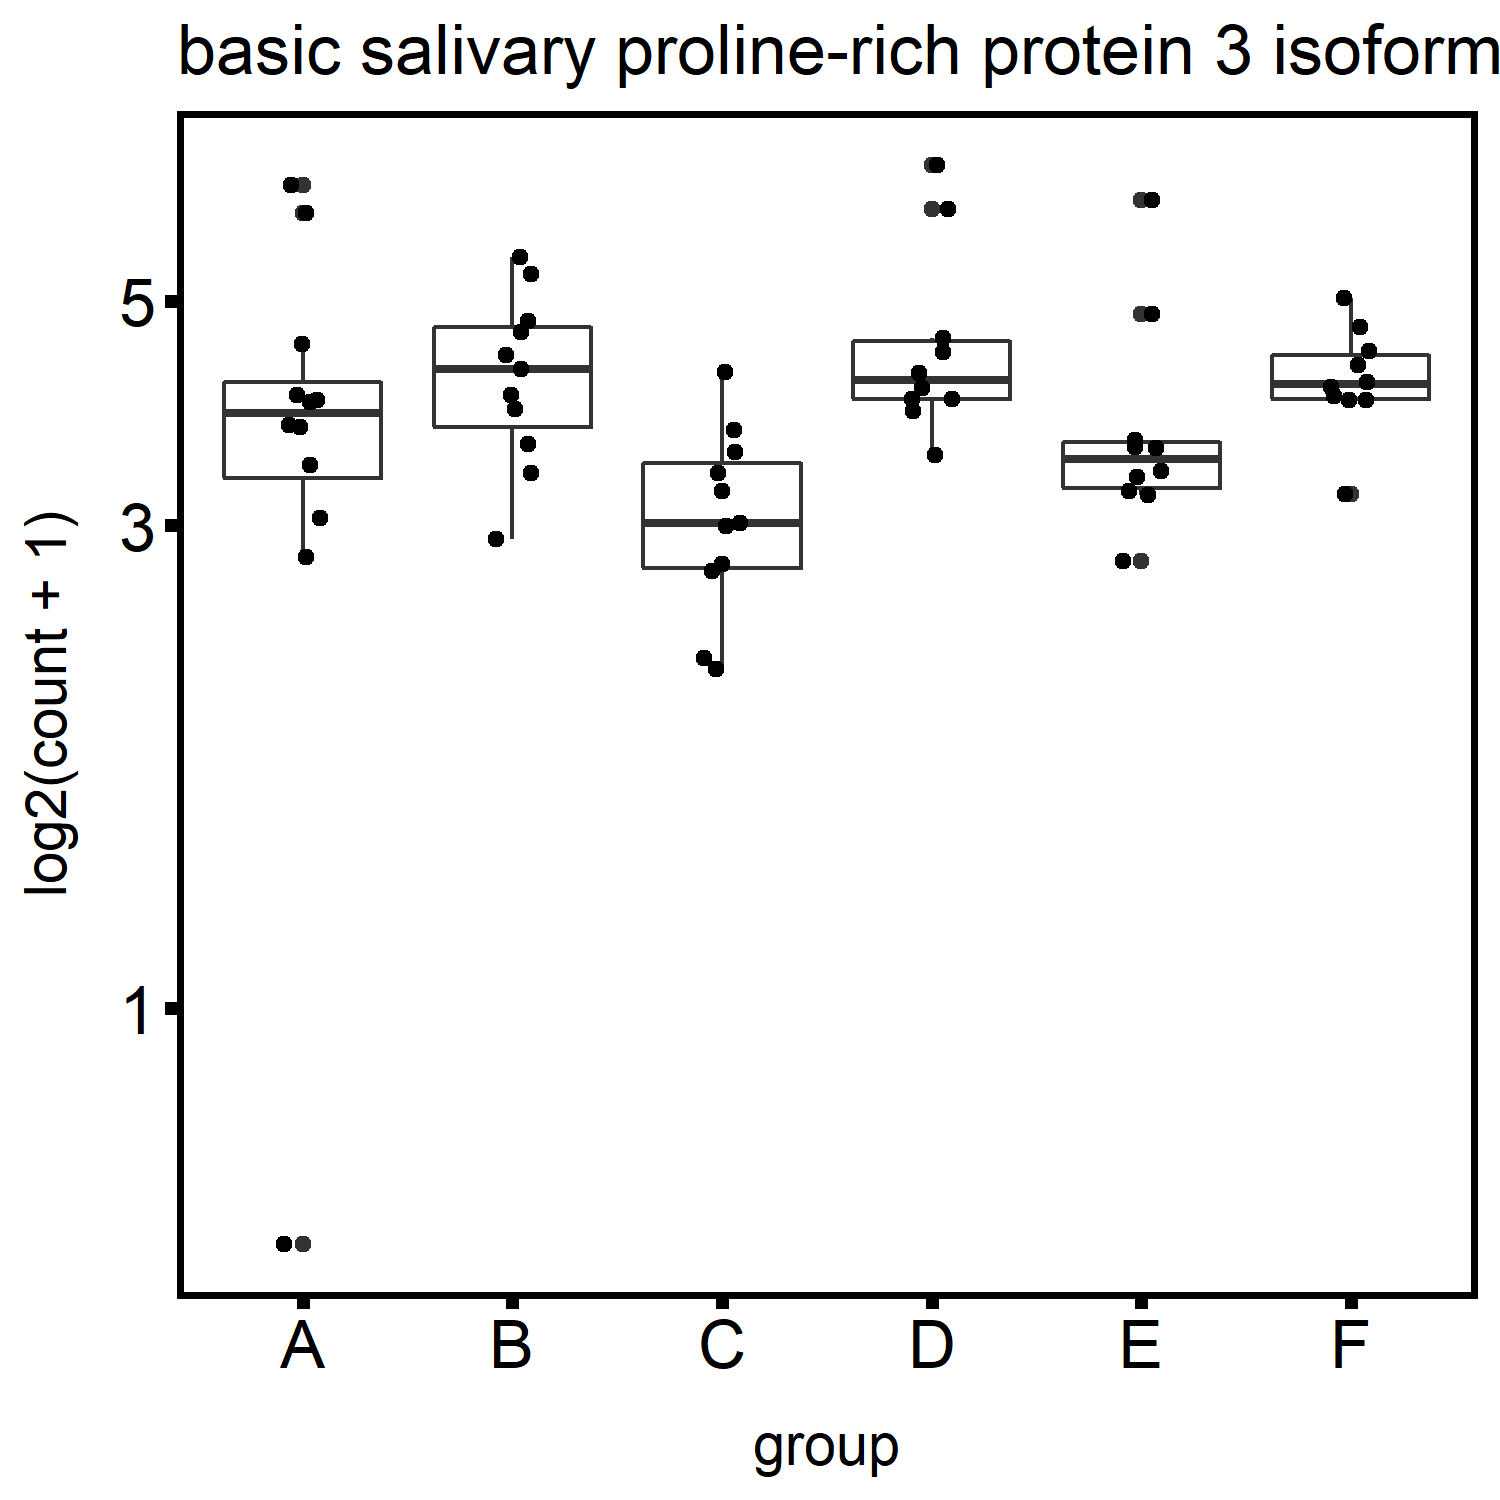 basic salivary proline-rich protein 3 isoform
log2(count + 1)
5
3
1
A B C D E F
group